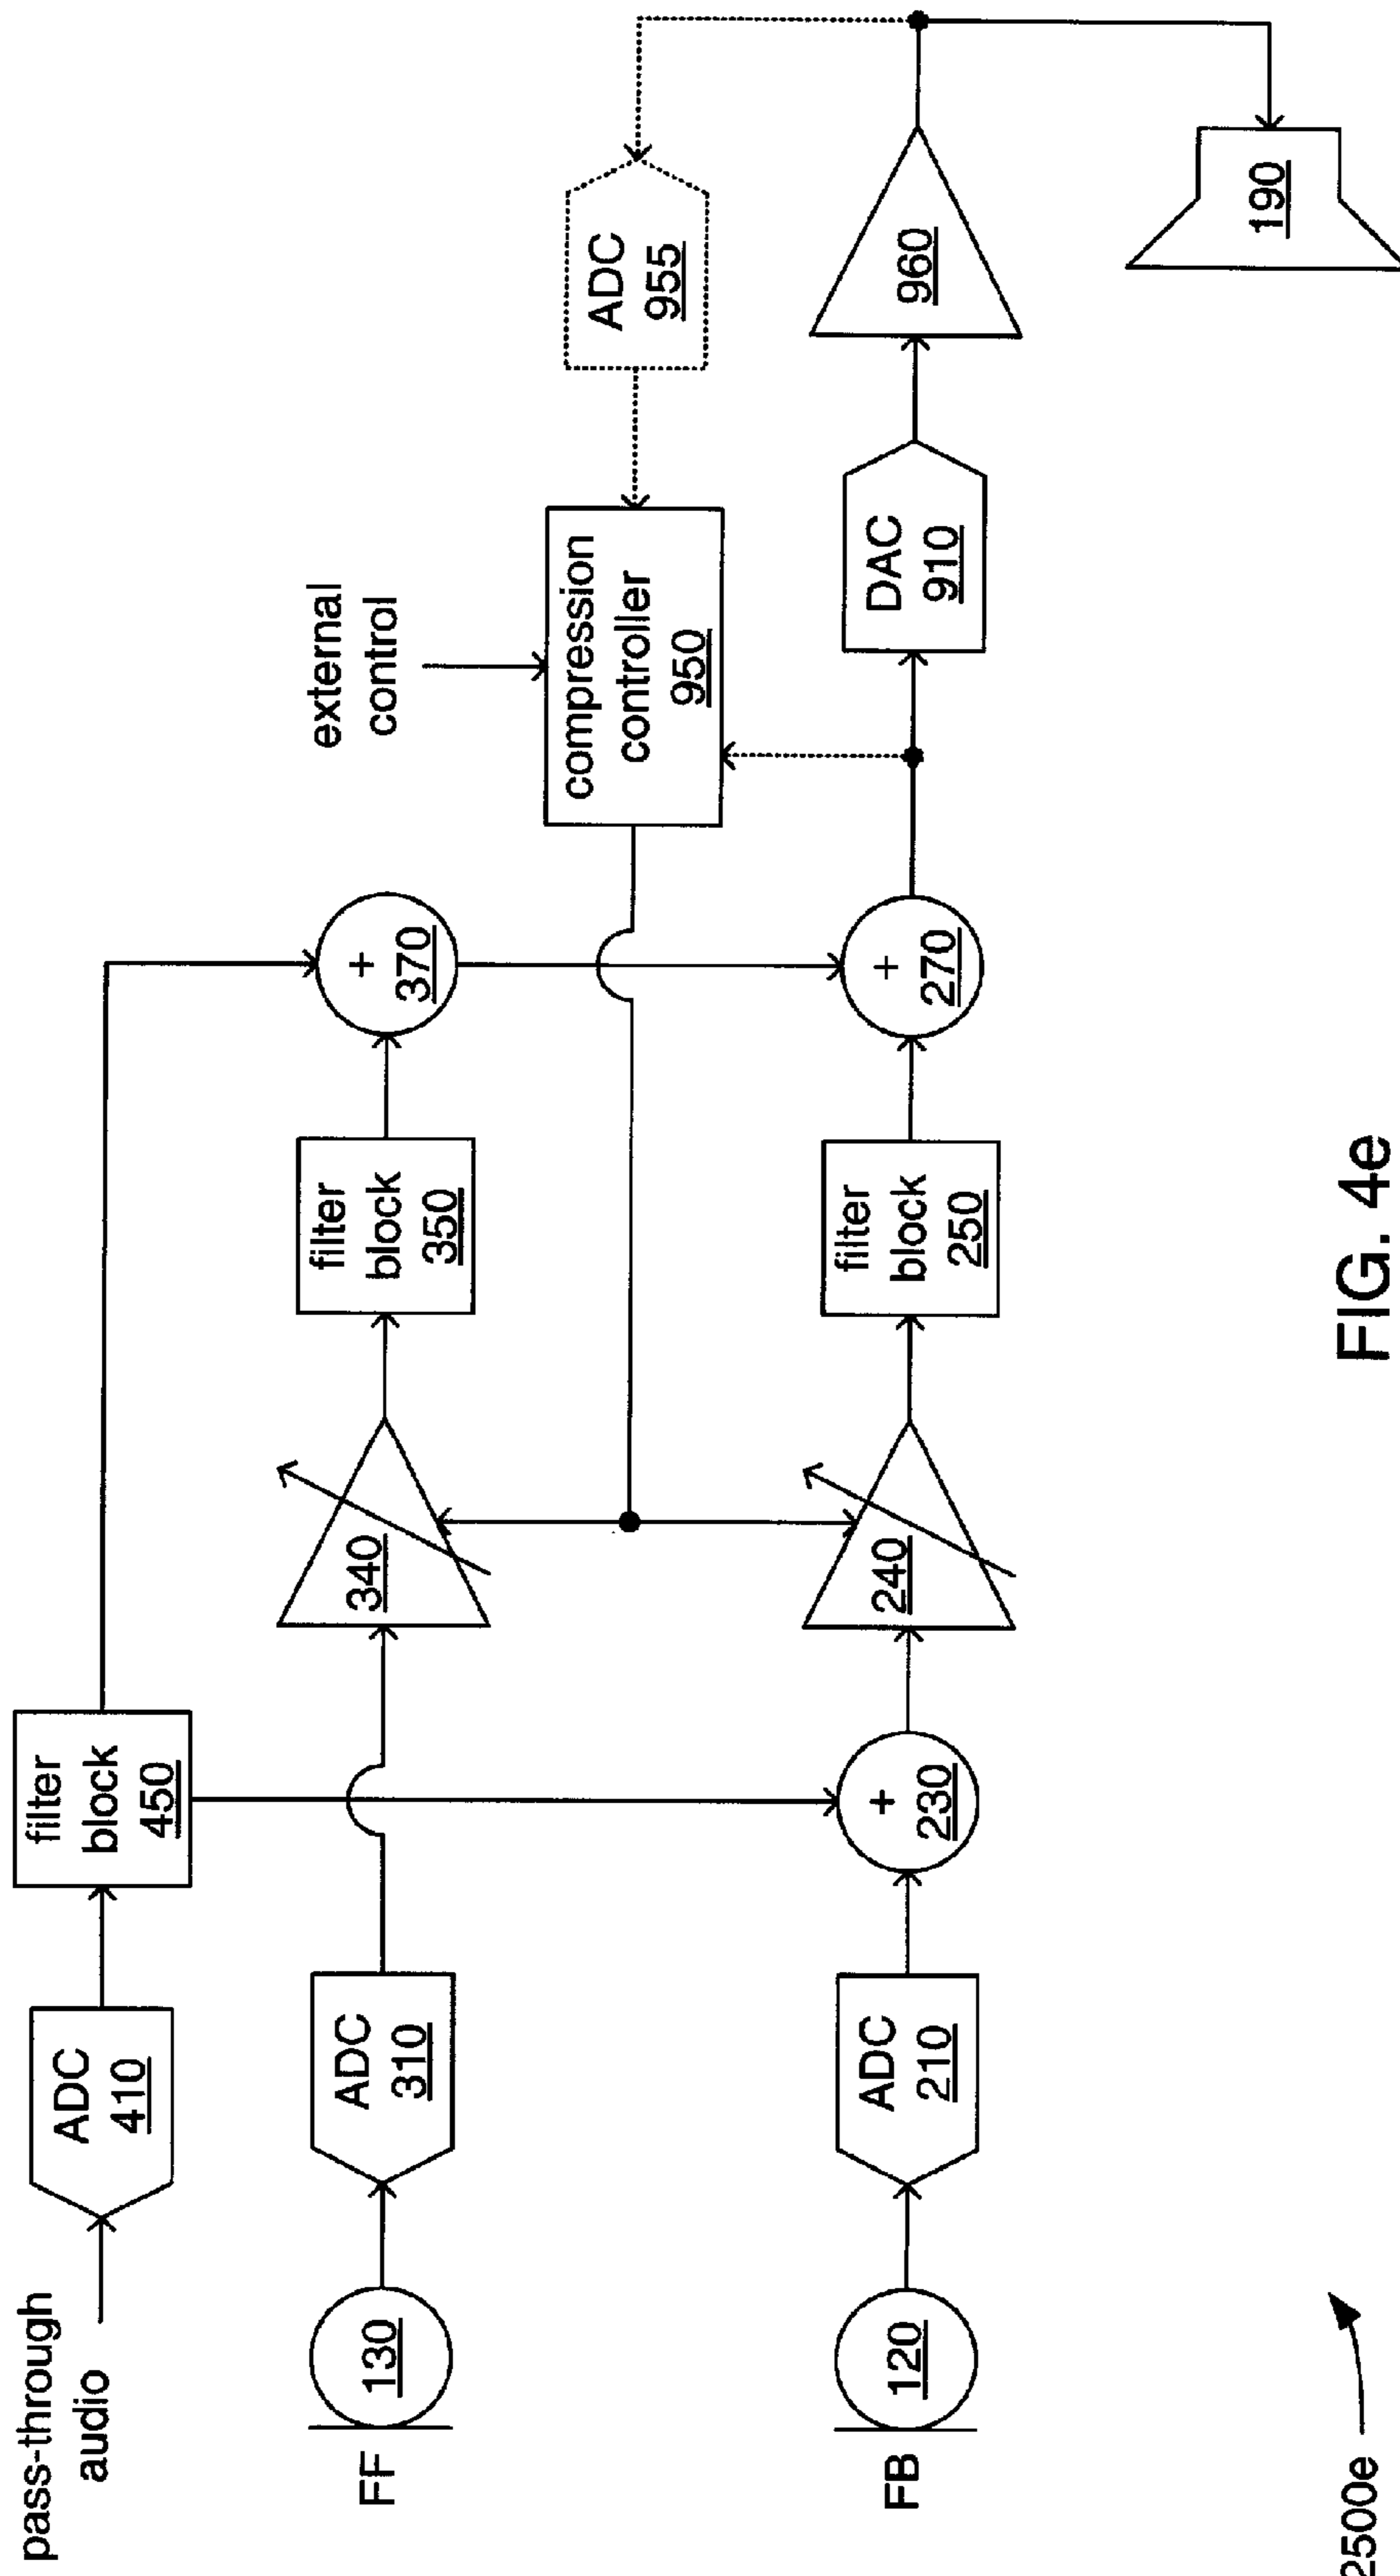 pass-through
audio
ADC
410
filter
block
450
FF
130
ADC
310
340
filter
block
350
+
370
external
control
compression
controller
950
ADC
955
FB
120
ADC
210
+
230
240
filter
block
250
+
270
DAC
910
960
190
2500e
FIG. 4e